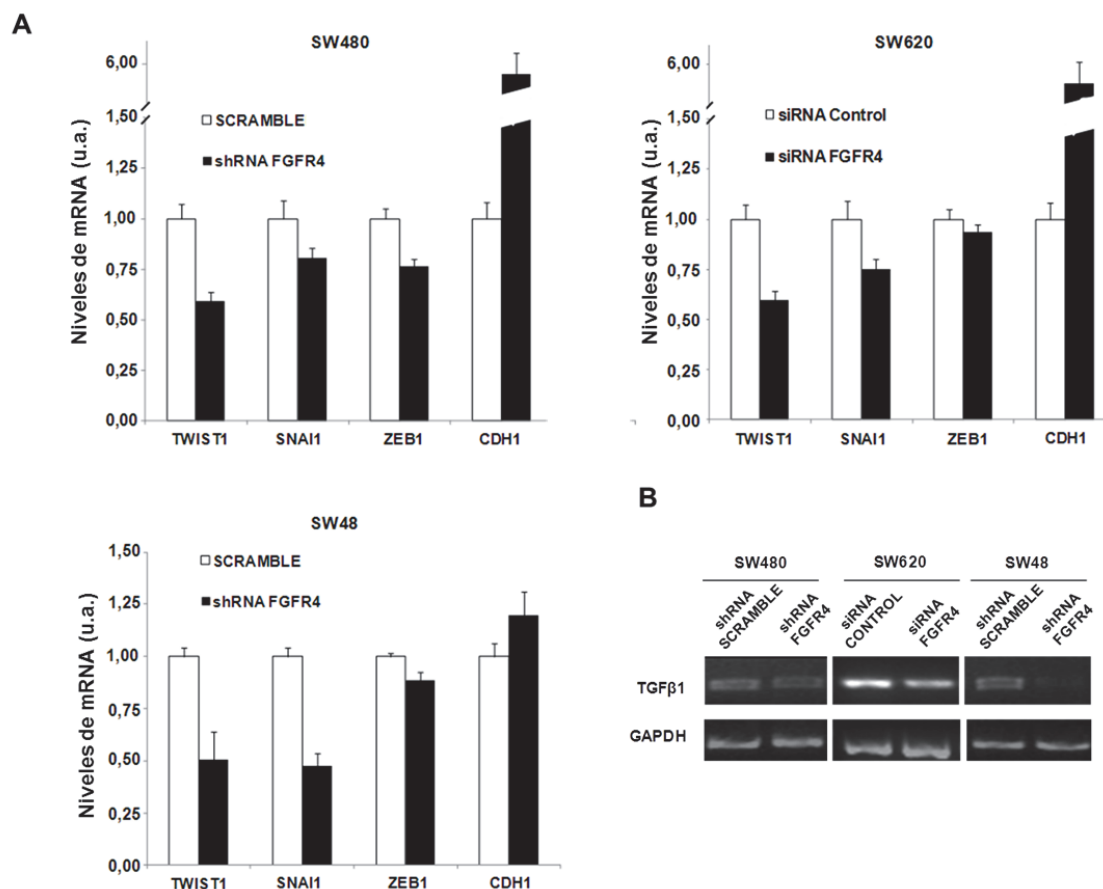 A
SW480
Niveles de mRNA (u.a.)
6,00
1,50
1,25
1,00
0,75
0,50
0,25
0,00
SCRAMBLE
shRNA FGFR4
TWIST1 SNAI1 ZEB1 CDH1
SW620
Niveles de mRNA (u.a.)
6,00
1,50
1,25
1,00
0,75
0,50
0,25
0,00
siRNA Control
siRNA FGFR4
TWIST1 SNAI1 ZEB1 CDH1
SW48
Niveles de mRNA (u.a.)
1,50
1,25
1,00
0,75
0,50
0,25
0,00
SCRAMBLE
shRNA FGFR4
TWIST1 SNAI1 ZEB1 CDH1
B
SW480 SW620 SW48
shRNA SCRAMBLE
shRNA FGFR4
siRNA CONTROL
siRNA FGFR4
shRNA SCRAMBLE
shRNA FGFR4
TGFβ1
GAPDH